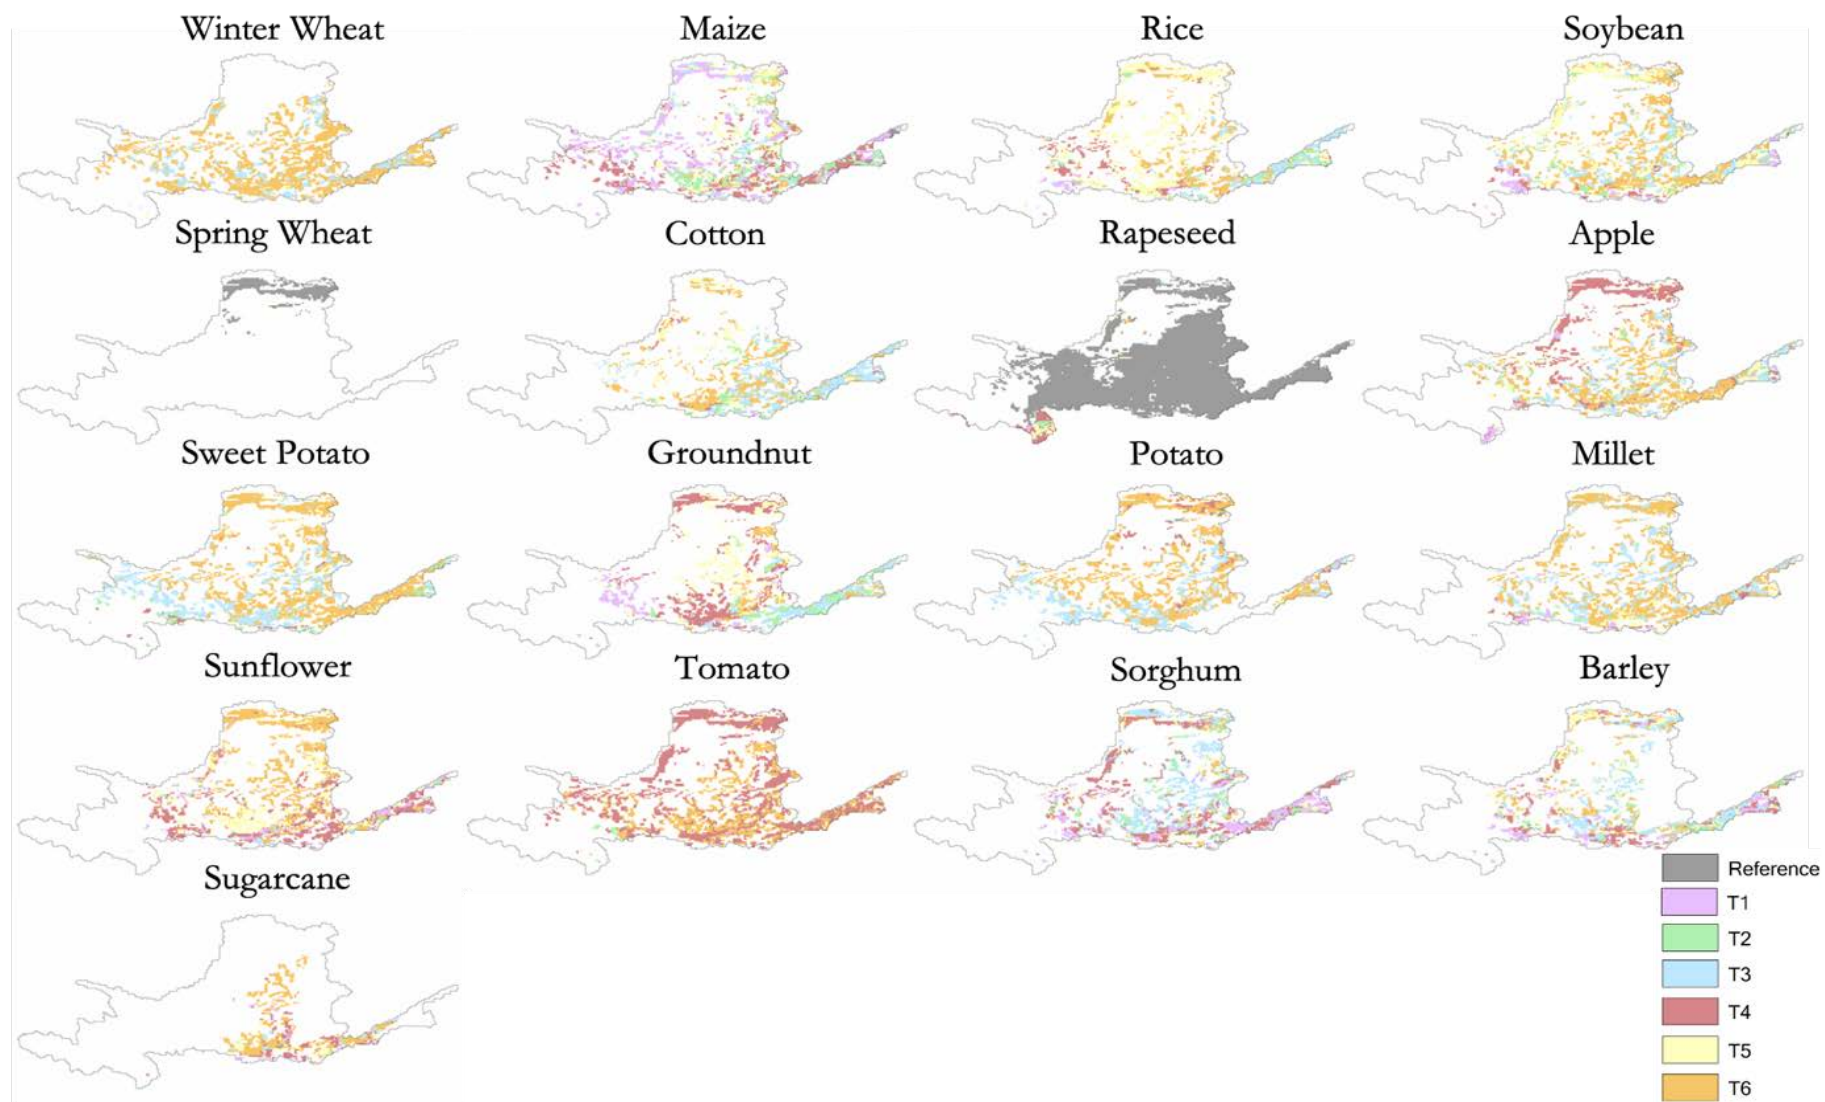 Winter Wheat
Maize
Rice
Soybean
Spring Wheat
Cotton
Rapeseed
Apple
Sweet Potato
Groundnut
Potato
Millet
Sunflower
Tomato
Sorghum
Barley
Sugarcane
Reference
T1
T2
T3
T4
T5
T6